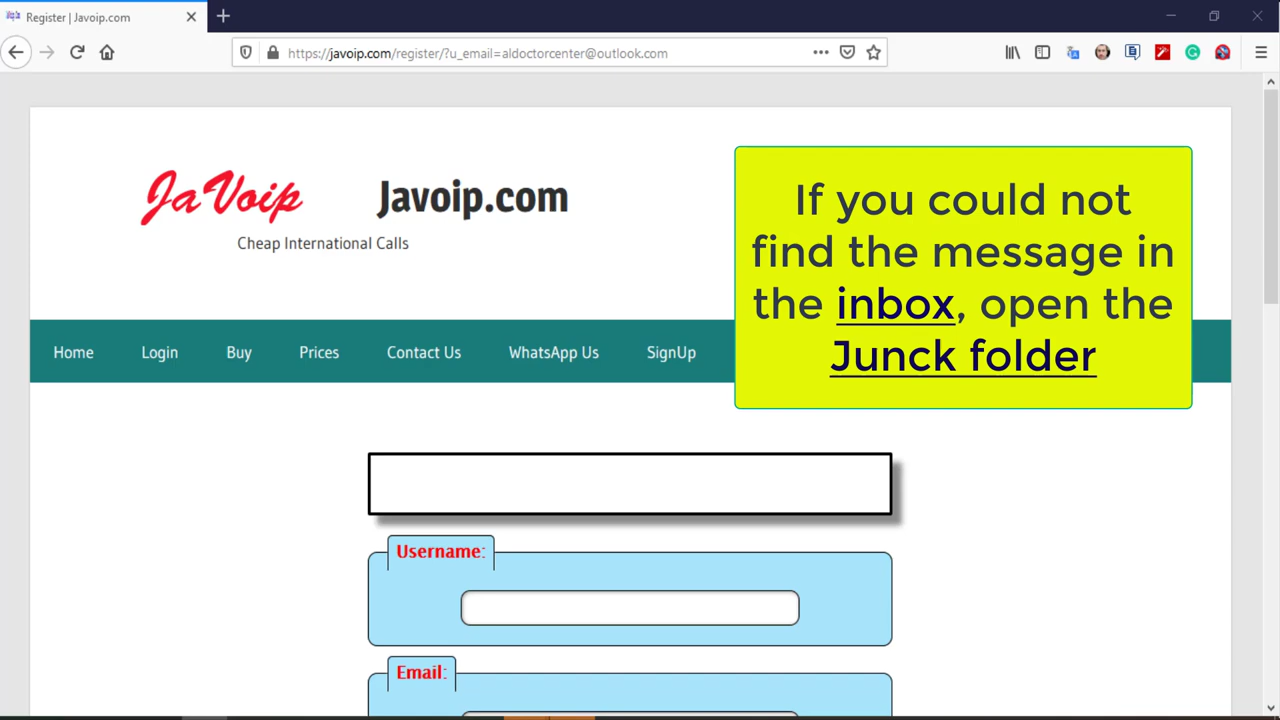 Register | Javoip.com
https://javoip.com/register/?u_email=aldoctorcenter@outlook.com
JaVoip
Javoip.com
Cheap International Calls
If you could not
find the message in
the inbox, open the
Junck folder
Home Login Buy Prices Contact Us WhatsApp Us SignUp
Username:
Email: